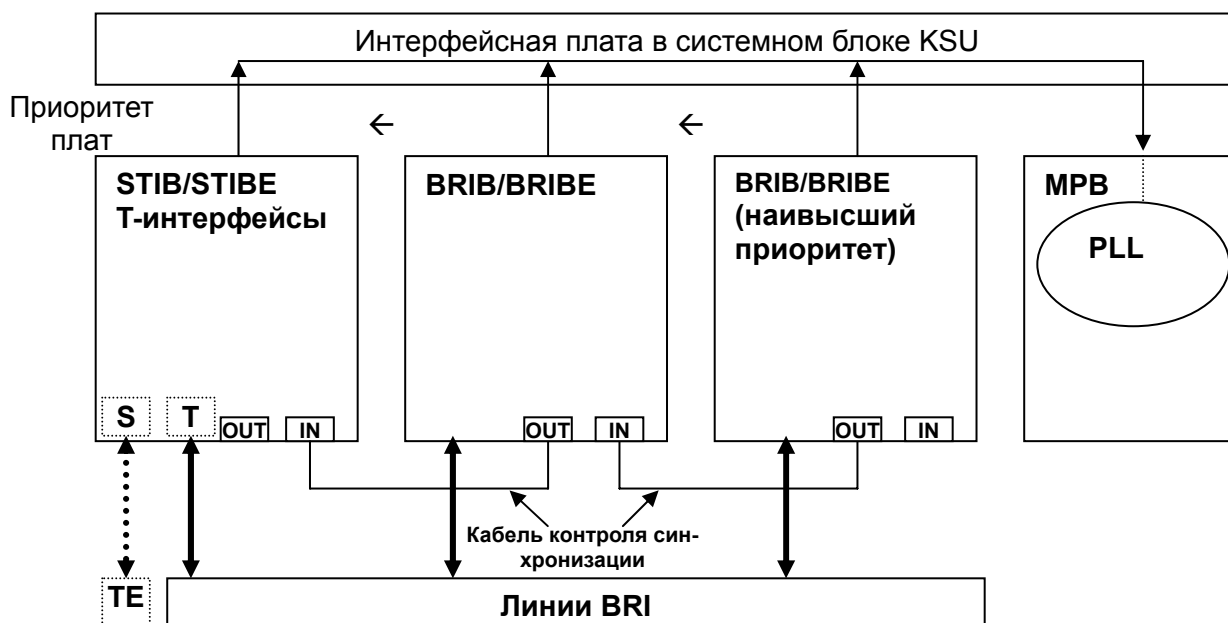 Интерфейсная плата в системном блоке KSU
Приоритет
плат
←
←
STIB/STIBE
T-интерфейсы
BRIB/BRIBE
BRIB/BRIBE
(наивысший
приоритет)
MPB
PLL
S
T
OUT
IN
OUT
IN
OUT
IN
Кабель контроля син-
хронизации
TE
Линии BRI